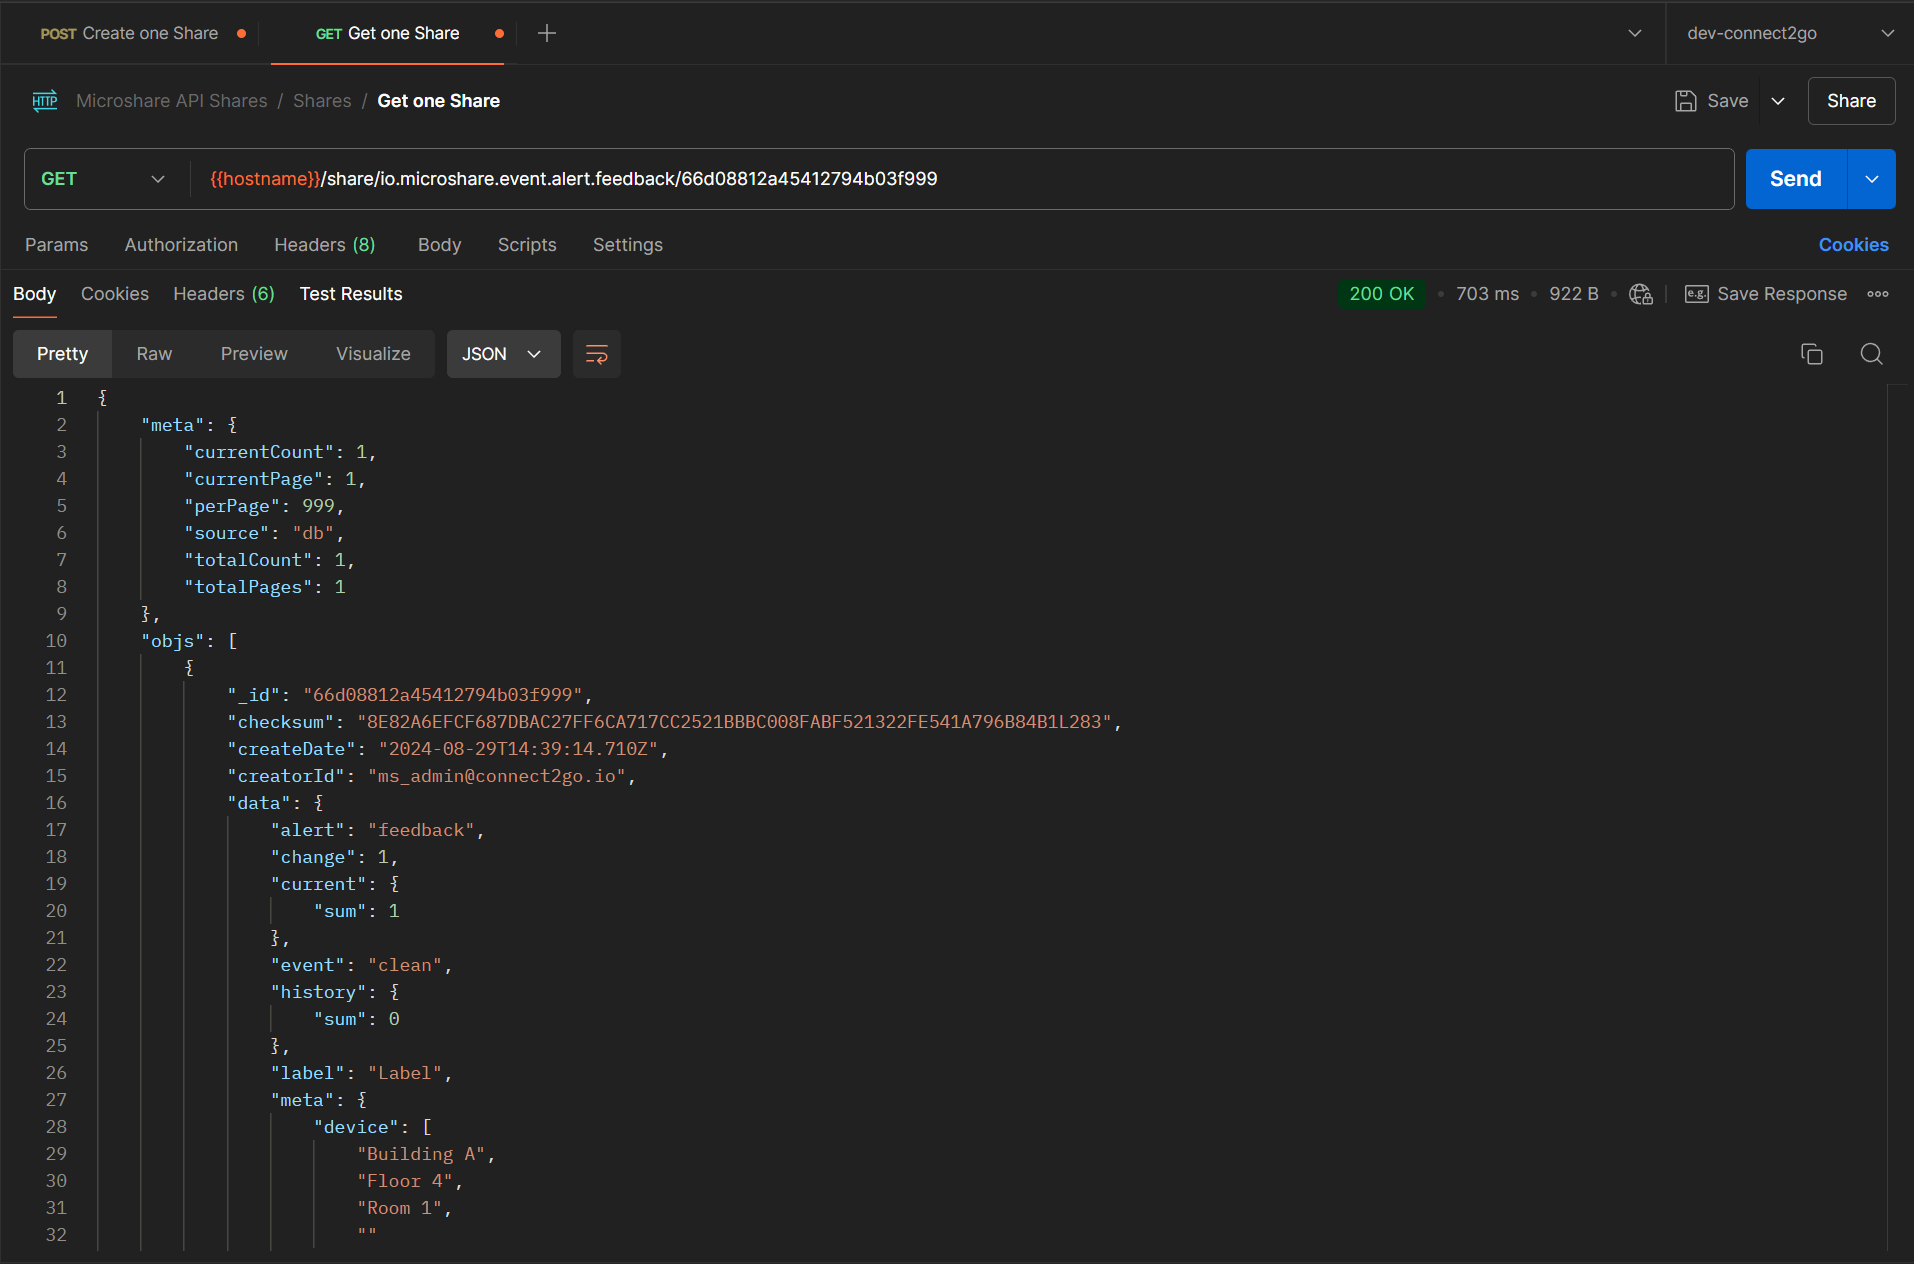 POST Create one Share
GET Get one Share
dev-connect2go
HTTP Microshare API Shares / Shares / Get one Share
Save
Share
GET
{{hostname}}/share/io.microshare.event.alert.feedback/66d08812a45412794b03f999
Send
Params Authorization Headers (8) Body Scripts Settings
Cookies
Body Cookies Headers (6) Test Results
200 OK • 703 ms • 922 B • e.g. Save Response
Pretty Raw Preview Visualize JSON
1 {
2 "meta": {
3 "currentCount": 1,
4 "currentPage": 1,
5 "perPage": 999,
6 "source": "db",
7 "totalCount": 1,
8 "totalPages": 1
9 },
10 "objs": [
11 {
12 "_id": "66d08812a45412794b03f999",
13 "checksum": "8E82A6EFCF687DBAC27FF6CA717CC2521BBBC008FABF521322FE541A796B84B1L283",
14 "createDate": "2024-08-29T14:39:14.710Z",
15 "creatorId": "ms_admin@connect2go.io",
16 "data": {
17 "alert": "feedback",
18 "change": 1,
19 "current": {
20 "sum": 1
21 },
22 "event": "clean",
23 "history": {
24 "sum": 0
25 },
26 "label": "Label",
27 "meta": {
28 "device": [
29 "Building A",
30 "Floor 4",
31 "Room 1",
32 ""